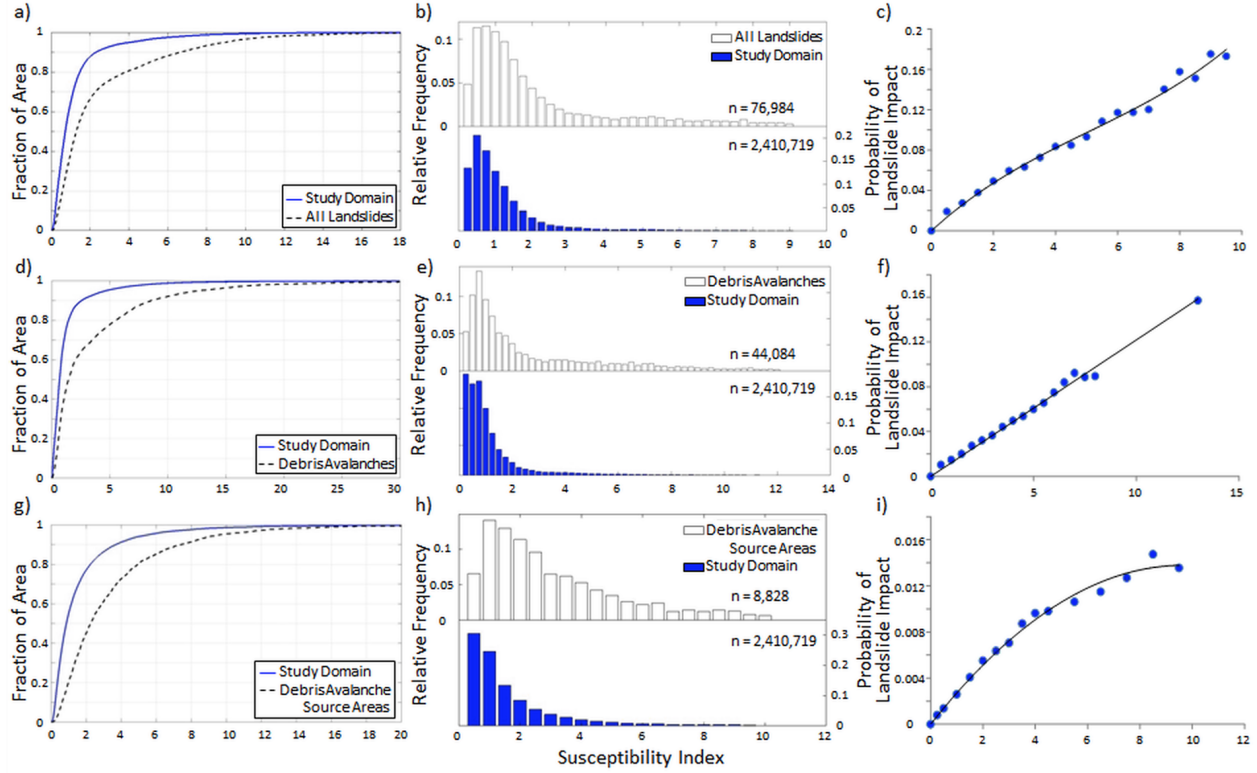 a)
Fraction of Area
1
0.8
0.6
0.4
0.2
0
Study Domain
All Landslides
0 2 4 6 8 10 12 14 16 18
b)
Relative Frequency
0.1
0.05
0
All Landslides
Study Domain
n = 76,984
n = 2,410,719
0.2
0.15
0.1
0.05
0
0 1 2 3 4 5 6 7 8 9 10
c)
Probability of
Landslide Impact
0.2
0.16
0.12
0.08
0.04
0
0 2 4 6 8 10
d)
Fraction of Area
1
0.8
0.6
0.4
0.2
0
Study Domain
DebrisAvalanches
0 5 10 15 20 25 30
e)
Relative Frequency
0.1
0.05
0
DebrisAvalanches
Study Domain
n = 44,084
n = 2,410,719
0.15
0.1
0.05
0
0 2 4 6 8 10 12 14
f)
Probability of
Landslide Impact
0.16
0.12
0.08
0.04
0
0 5 10 15
g)
Fraction of Area
1
0.8
0.6
0.4
0.2
0
Study Domain
DebrisAvalanche
Source Areas
0 2 4 6 8 10 12 14 16 18 20
h)
Relative Frequency
0.1
0.05
0
DebrisAvalanche
Source Areas
Study Domain
n = 8,828
n = 2,410,719
0.3
0.2
0.1
0
0 2 4 6 8 10 12
Susceptibility Index
i)
Probability of
Landslide Impact
0.016
0.012
0.008
0.004
0
0 2 4 6 8 10 12